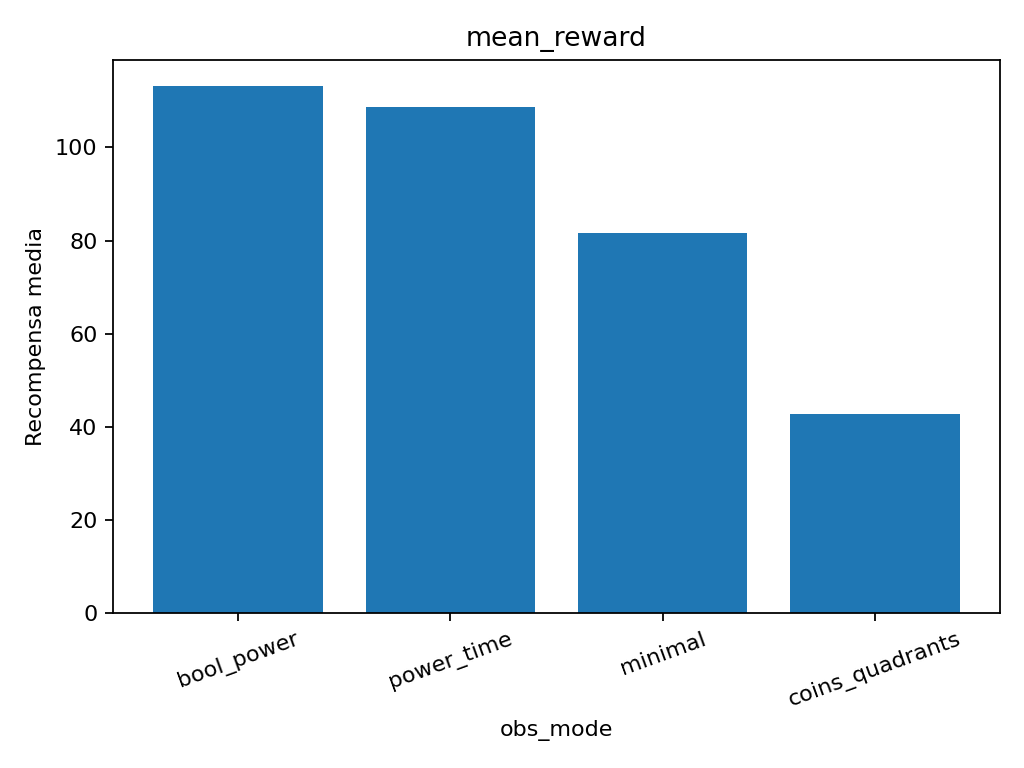 mean_reward
Recompensa media
100
80
60
40
20
0
bool_power
power_time
minimal
coins_quadrants
obs_mode